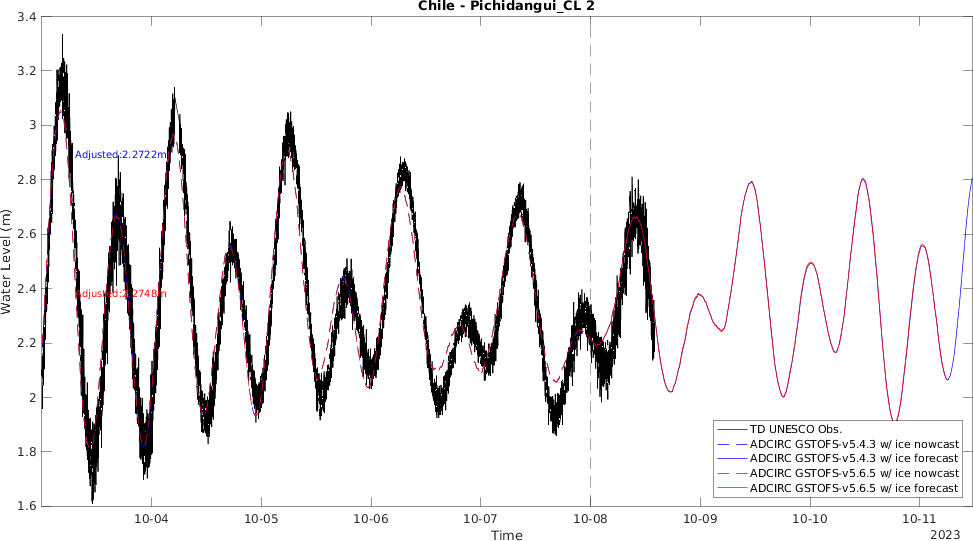 Chile - Pichidangui_CL 2
3.4
3.2
3
2.8
2.6
2.4
2.2
2
1.8
1.6
Water Level (m)
Adjusted:2.2722m
Adjusted:2.2748m
10-04
10-05
10-06
10-07
10-08
10-09
10-10
10-11
Time
2023
TD UNESCO Obs.
ADCIRC GSTOFS-v5.4.3 w/ ice nowcast
ADCIRC GSTOFS-v5.4.3 w/ ice forecast
ADCIRC GSTOFS-v5.6.5 w/ ice nowcast
ADCIRC GSTOFS-v5.6.5 w/ ice forecast